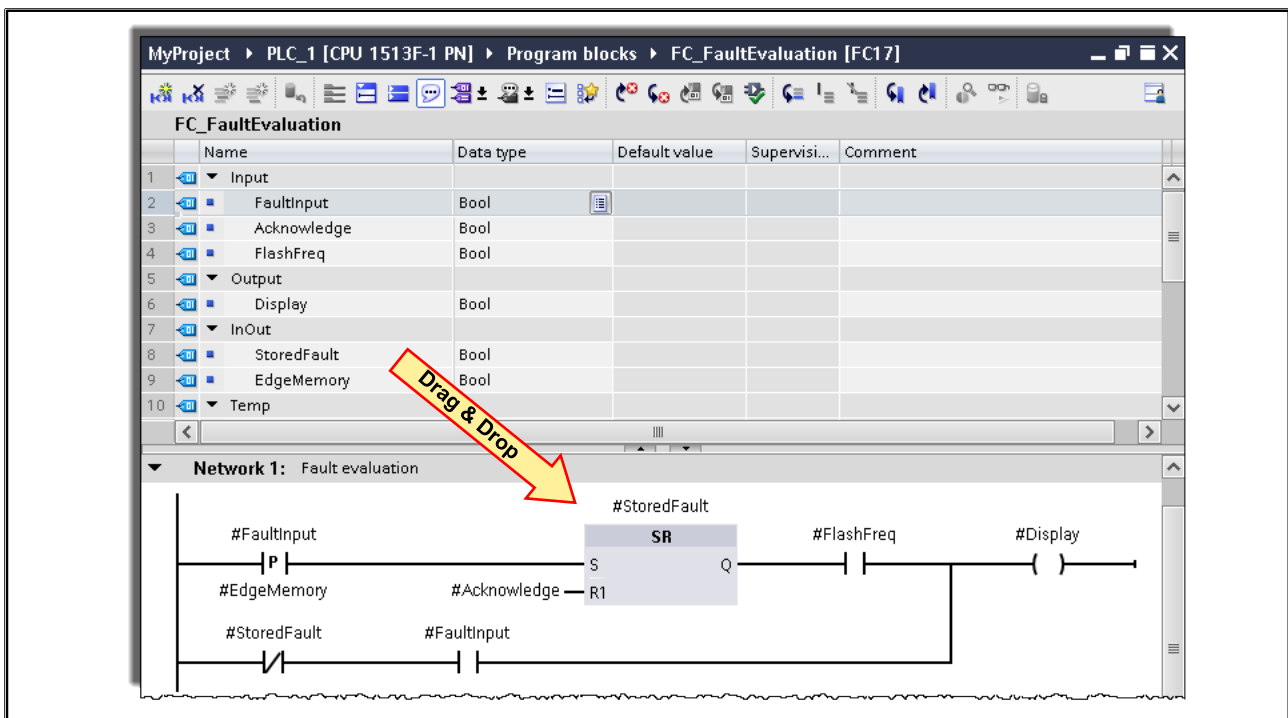 MyProject ▸ PLC_1 [CPU 1513F-1 PN] ▸ Program blocks ▸ FC_FaultEvaluation [FC17]
FC_FaultEvaluation
Name Data type Default value Supervisi... Comment
1 Input
2 FaultInput Bool
3 Acknowledge Bool
4 FlashFreq Bool
5 Output
6 Display Bool
7 InOut
8 StoredFault Bool
9 EdgeMemory Bool
10 Temp
Drag & Drop
Network 1: Fault evaluation
#StoredFault
#FaultInput SR #FlashFreq #Display
P S Q
#EdgeMemory #Acknowledge R1
#StoredFault #FaultInput